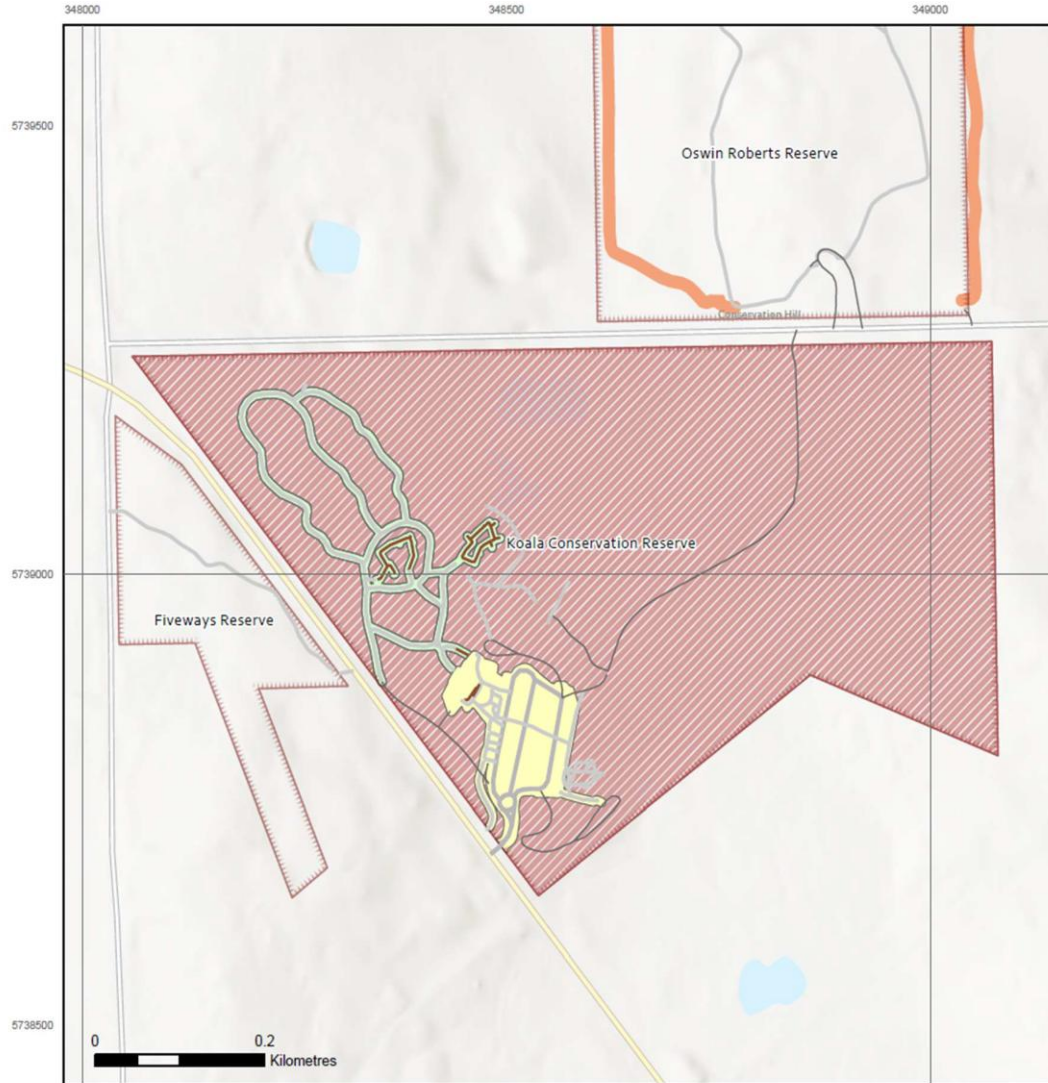 348000
348500
349000
5739500
Oswin Roberts Reserve
Conservation Hill
Koala Conservation Reserve
5739000
Fiveways Reserve
5738500
0
0.2
Kilometres